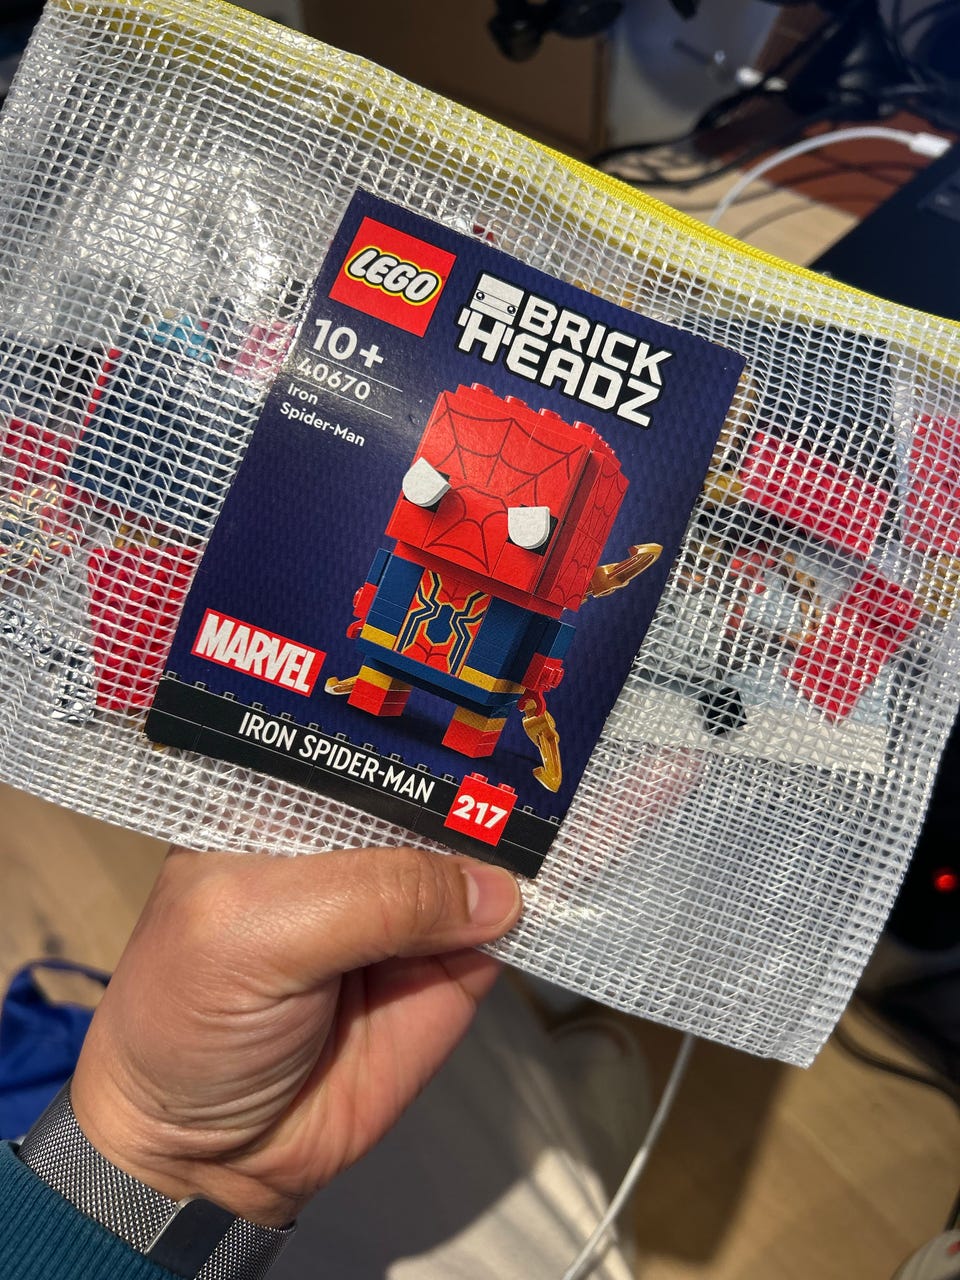 LEGO
BRICK
HEADZ
10+
40670
Iron
Spider-Man
MARVEL
IRON SPIDER-MAN
217